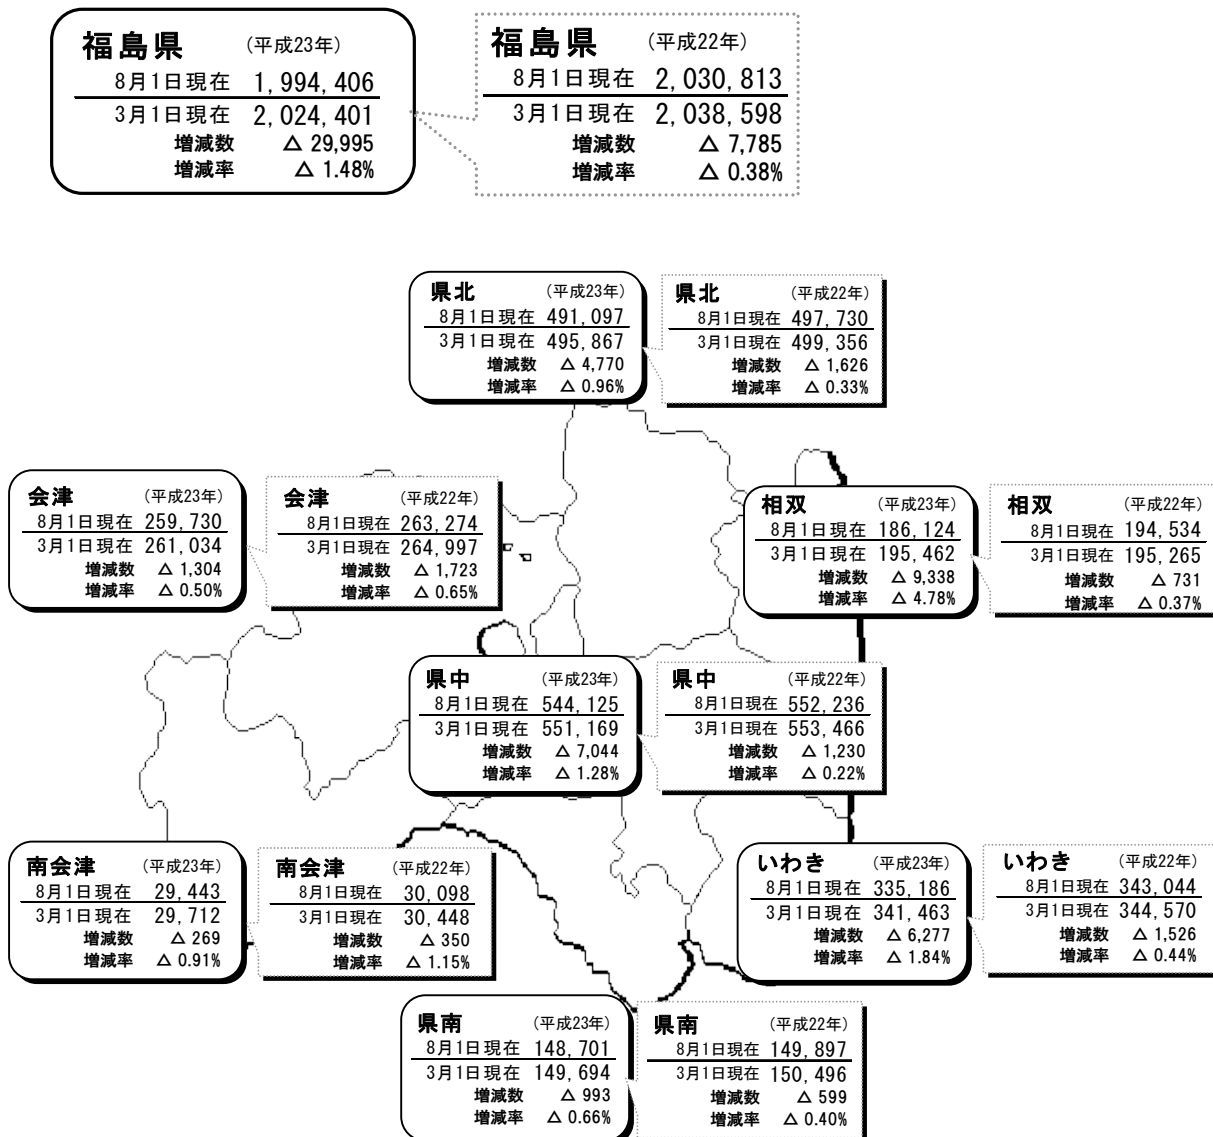 福島県 (平成23年)
8月1日現在 1,994,406
3月1日現在 2,024,401
増減数 △ 29,995
増減率 △ 1.48%
福島県 (平成22年)
8月1日現在 2,030,813
3月1日現在 2,038,598
増減数 △ 7,785
増減率 △ 0.38%
県北 (平成23年)
8月1日現在 491,097
3月1日現在 495,867
増減数 △ 4,770
増減率 △ 0.96%
県北 (平成22年)
8月1日現在 497,730
3月1日現在 499,356
増減数 △ 1,626
増減率 △ 0.33%
会津 (平成23年)
8月1日現在 259,730
3月1日現在 261,034
増減数 △ 1,304
増減率 △ 0.50%
会津 (平成22年)
8月1日現在 263,274
3月1日現在 264,997
増減数 △ 1,723
増減率 △ 0.65%
相双 (平成23年)
8月1日現在 186,124
3月1日現在 195,462
増減数 △ 9,338
増減率 △ 4.78%
相双 (平成22年)
8月1日現在 194,534
3月1日現在 195,265
増減数 △ 731
増減率 △ 0.37%
県中 (平成23年)
8月1日現在 544,125
3月1日現在 551,169
増減数 △ 7,044
増減率 △ 1.28%
県中 (平成22年)
8月1日現在 552,236
3月1日現在 553,466
増減数 △ 1,230
増減率 △ 0.22%
南会津 (平成23年)
8月1日現在 29,443
3月1日現在 29,712
増減数 △ 269
増減率 △ 0.91%
南会津 (平成22年)
8月1日現在 30,098
3月1日現在 30,448
増減数 △ 350
増減率 △ 1.15%
いわき (平成23年)
8月1日現在 335,186
3月1日現在 341,463
増減数 △ 6,277
増減率 △ 1.84%
いわき (平成22年)
8月1日現在 343,044
3月1日現在 344,570
増減数 △ 1,526
増減率 △ 0.44%
県南 (平成23年)
8月1日現在 148,701
3月1日現在 149,694
増減数 △ 993
増減率 △ 0.66%
県南 (平成22年)
8月1日現在 149,897
3月1日現在 150,496
増減数 △ 599
増減率 △ 0.40%